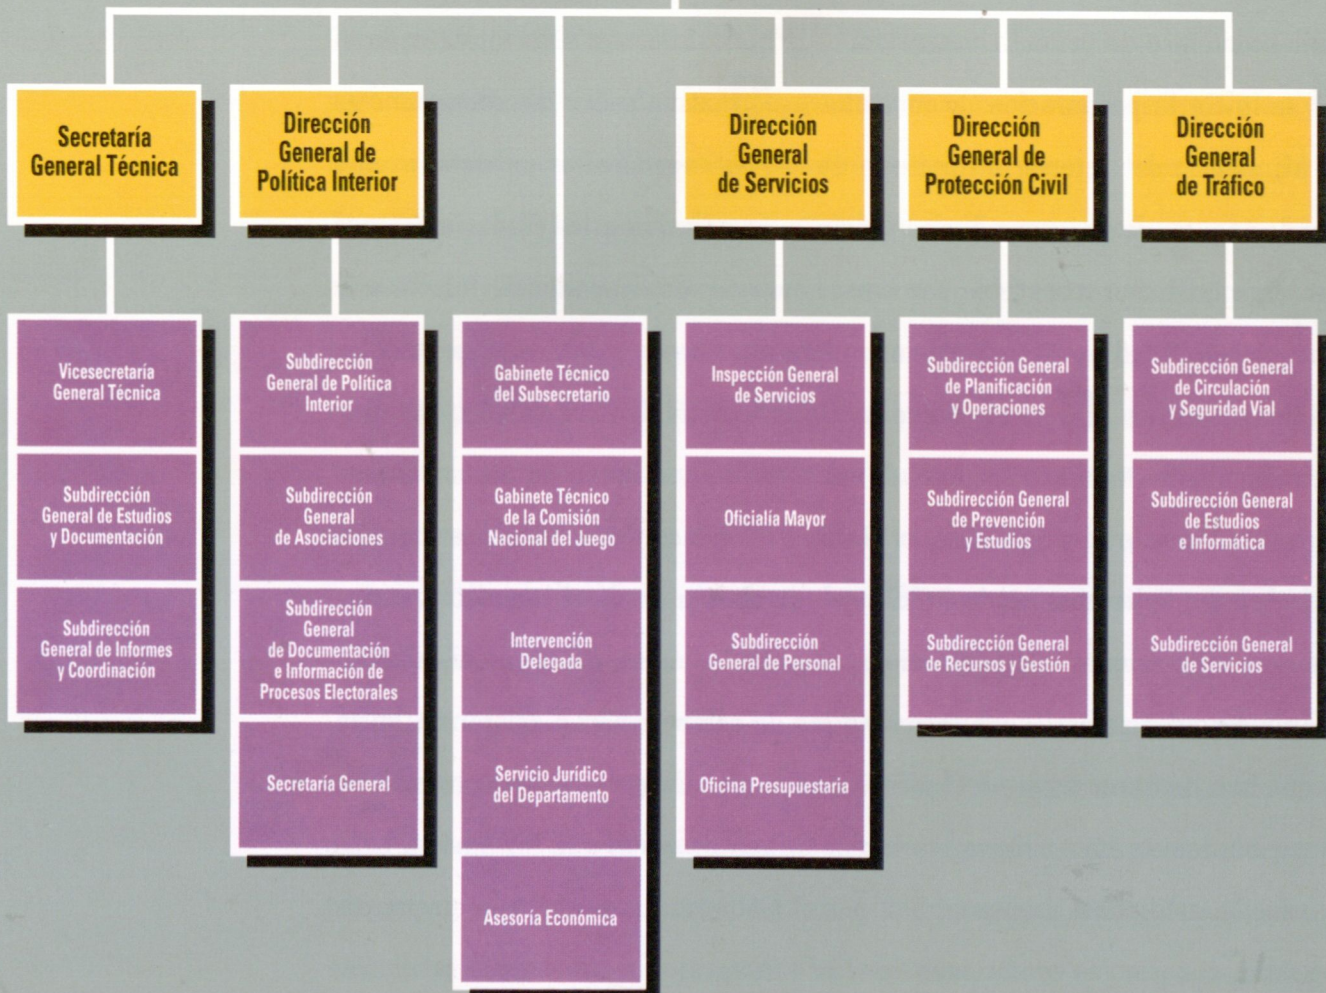 Secretaría
General Técnica
Dirección
General de
Política Interior
Dirección
General
de Servicios
Dirección
General de
Protección Civil
Dirección
General
de Tráfico
Vicesecretaría
General Técnica
Subdirección
General de Estudios
y Documentación
Subdirección
General de Informes
y Coordinación
Subdirección
General de Política
Interior
Subdirección
General
de Asociaciones
Subdirección
General
de Documentación
e Información de
Procesos Electorales
Secretaría General
Gabinete Técnico
del Subsecretario
Gabinete Técnico
de la Comisión
Nacional del Juego
Intervención
Delegada
Servicio Jurídico
del Departamento
Asesoría Económica
Inspección General
de Servicios
Oficialía Mayor
Subdirección
General de Personal
Oficina Presupuestaria
Subdirección General
de Planificación
y Operaciones
Subdirección General
de Prevención
y Estudios
Subdirección General
de Recursos y Gestión
Subdirección General
de Circulación
y Seguridad Vial
Subdirección General
de Estudios
e Informática
Subdirección General
de Servicios